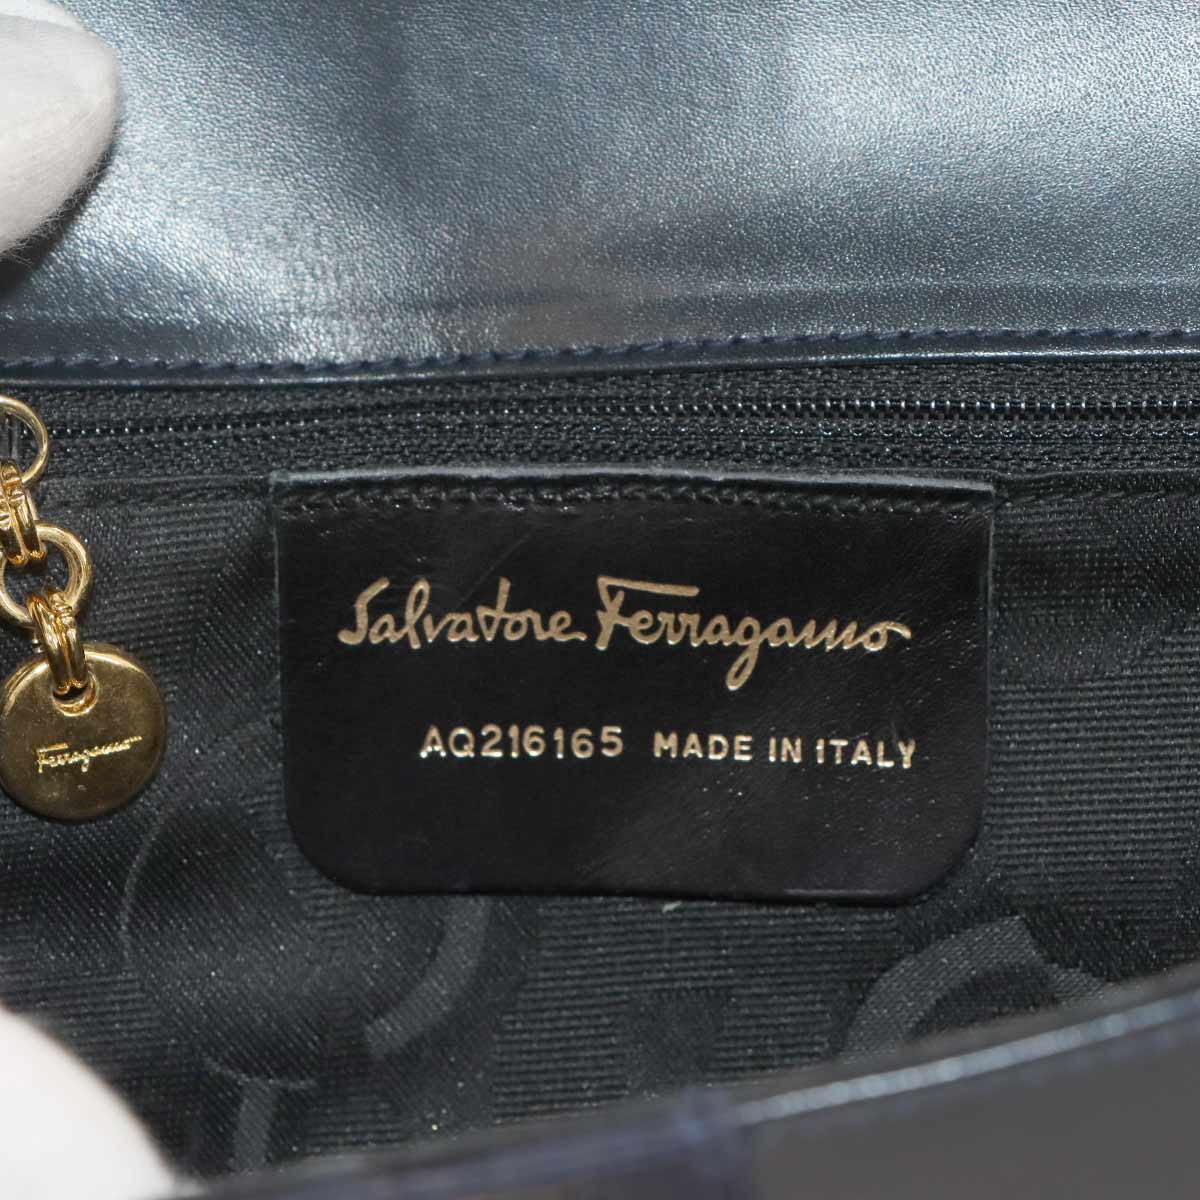 Salvatore Ferragamo
AQ216165 MADE IN ITALY
Ferragamo